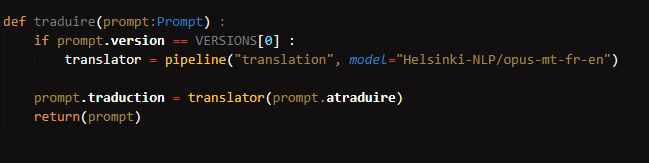 def traduire(prompt:Prompt) :
if prompt.version == VERSIONS[0] :
translator = pipeline("translation", model="Helsinki-NLP/opus-mt-fr-en")
prompt.traduction = translator(prompt.atraduire)
return(prompt)